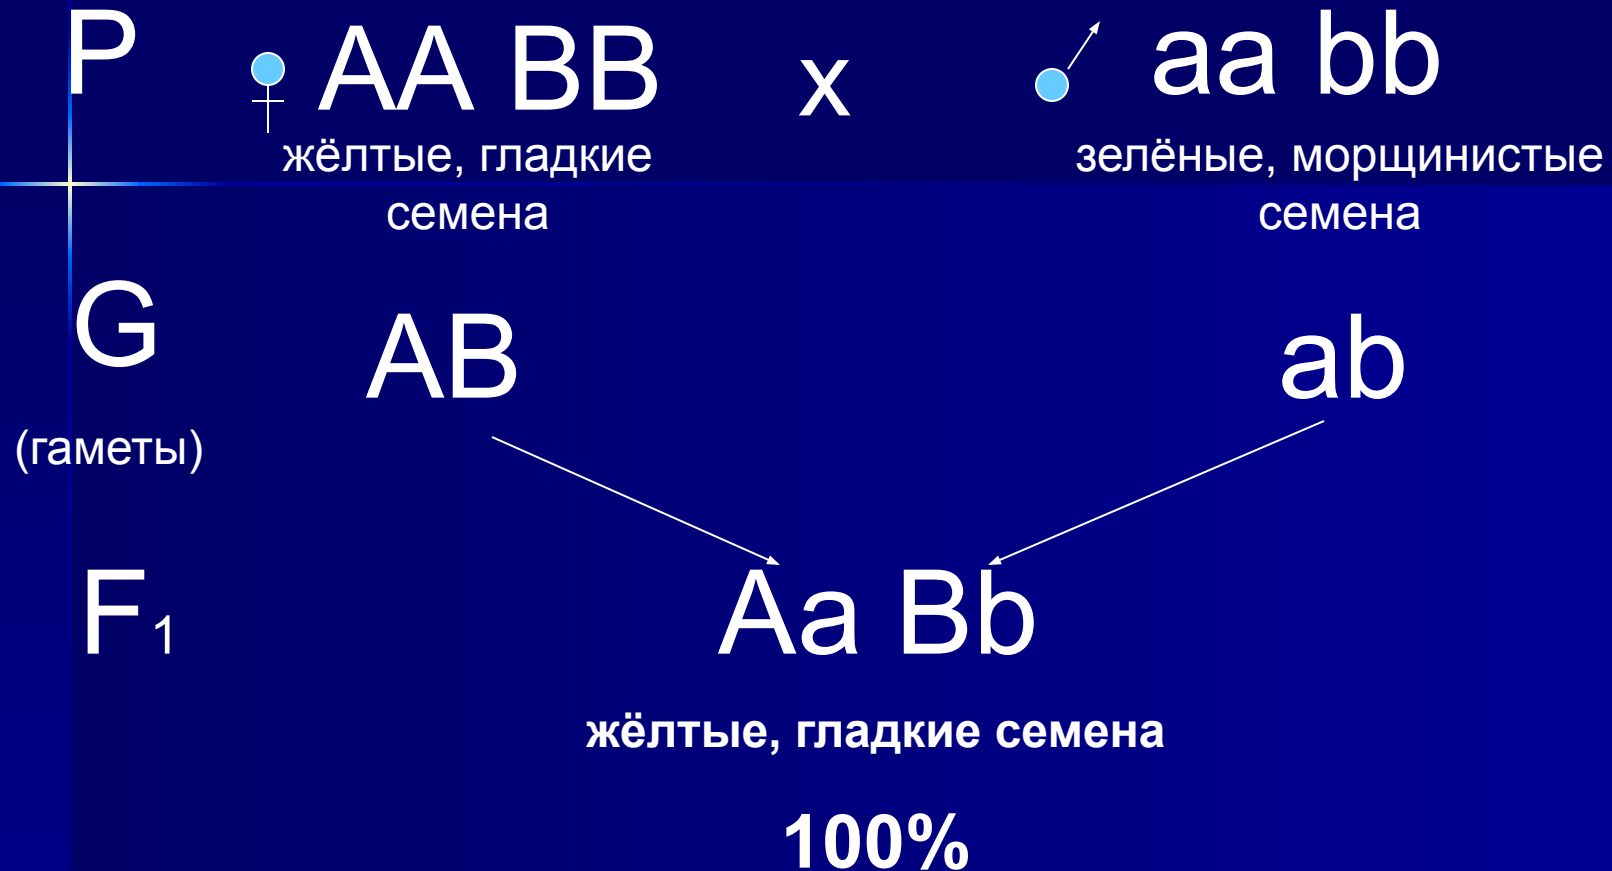 P ♀ AA BB x ♂ aa bb
жёлтые, гладкие семена
зелёные, морщинистые семена
G AB ab
(гаметы)
F₁ Aa Bb
жёлтые, гладкие семена
100%